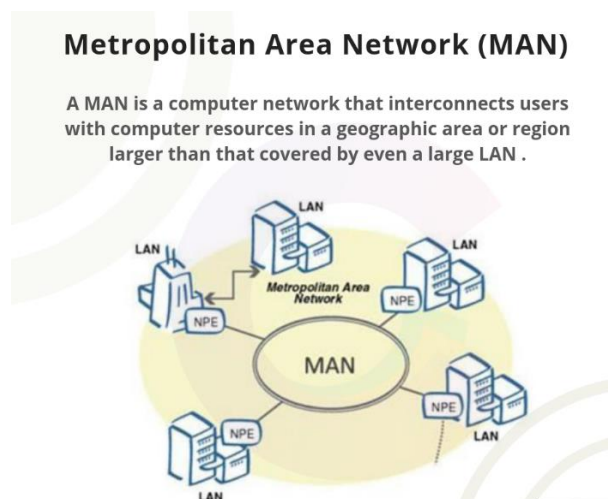 Metropolitan Area Network (MAN)
A MAN is a computer network that interconnects users
with computer resources in a geographic area or region
larger than that covered by even a large LAN .
LAN
LAN
LAN
Metropolitan Area
Network
NPE
NPE
MAN
NPE
NPE
LAN
LAN